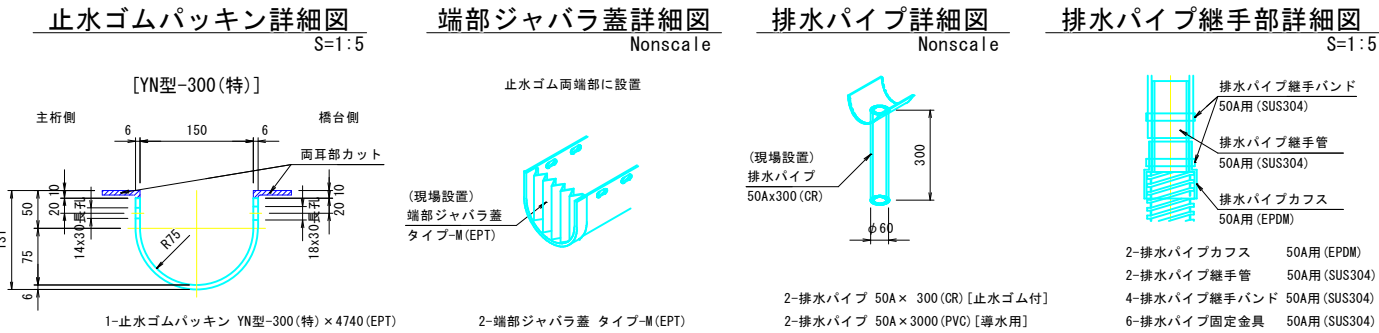 止水ゴムパッキン詳細図
S=1:5
[YN型-300(特)]
主桁側
橋台側
6
150
6
両耳部カット
10
20
50
131
75
6
14x30長孔
R75
10
20
18x30長孔
1-止水ゴムパッキン YN型-300(特)×4740(EPT)
端部ジャバラ蓋詳細図
Nonscale
止水ゴム両端部に設置
(現場設置)
端部ジャバラ蓋
タイプ-M(EPT)
2-端部ジャバラ蓋 タイプ-M(EPT)
排水パイプ詳細図
Nonscale
(現場設置)
排水パイプ
50Ax300(CR)
300
φ60
2-排水パイプ 50A× 300(CR)[止水ゴム付]
2-排水パイプ 50A×3000(PVC)[導水用]
排水パイプ継手部詳細図
S=1:5
排水パイプ継手バンド
50A用(SUS304)
排水パイプ継手管
50A用(SUS304)
排水パイプカフス
50A用(EPDM)
2-排水パイプカフス 50A用(EPDM)
2-排水パイプ継手管 50A用(SUS304)
4-排水パイプ継手バンド 50A用(SUS304)
6-排水パイプ固定金具 50A用(SUS304)